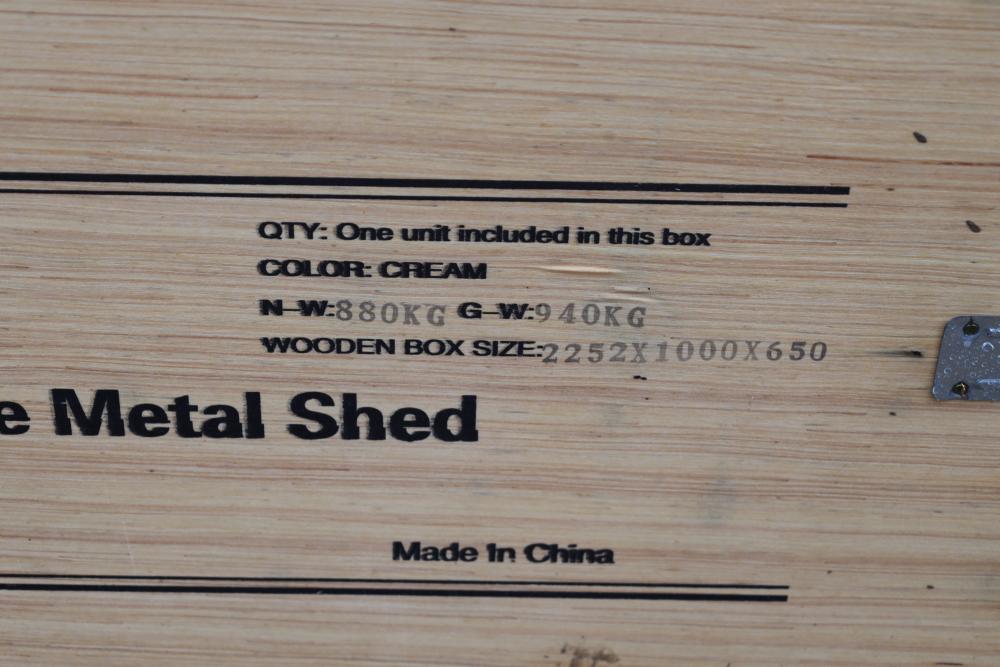 QTY: One unit included in this box
COLOR: CREAM
N-W:880KG G-W:940KG
WOODEN BOX SIZE:2252X1000X650
e Metal Shed
Made In China